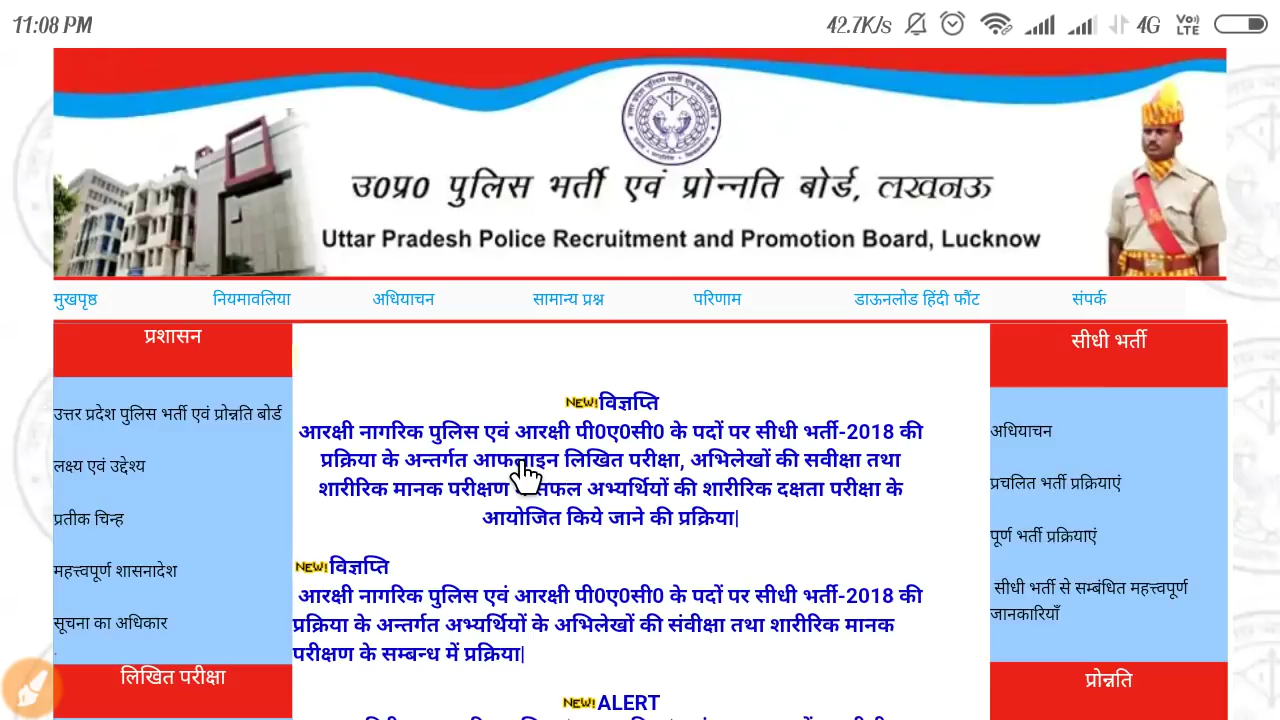 11:08 PM
42.7K/s
4G
Vo)
LTE
उ0प्र0 पुलिस भर्ती एवं प्रोन्नति बोर्ड, लखनऊ
Uttar Pradesh Police Recruitment and Promotion Board, Lucknow
मुखपृष्ठ नियमावलिया अधियाचन सामान्य प्रश्न परिणाम डाऊनलोड हिंदी फौंट संपर्क
प्रशासन
उत्तर प्रदेश पुलिस भर्ती एवं प्रोन्नति बोर्ड
लक्ष्य एवं उद्देश्य
प्रतीक चिन्ह
महत्त्वपूर्ण शासनादेश
सूचना का अधिकार
लिखित परीक्षा
NEW! विज्ञप्ति
आरक्षी नागरिक पुलिस एवं आरक्षी पी0ए0सी0 के पदों पर सीधी भर्ती-2018 की
प्रक्रिया के अन्तर्गत आफलाइन लिखित परीक्षा, अभिलेखों की सवीक्षा तथा
शारीरिक मानक परीक्षण सफल अभ्यर्थियों की शारीरिक दक्षता परीक्षा के
आयोजित किये जाने की प्रक्रिया|
NEW! विज्ञप्ति
आरक्षी नागरिक पुलिस एवं आरक्षी पी0ए0सी0 के पदों पर सीधी भर्ती-2018 की
प्रक्रिया के अन्तर्गत अभ्यर्थियों के अभिलेखों की संवीक्षा तथा शारीरिक मानक
परीक्षण के सम्बन्ध में प्रक्रिया|
NEW! ALERT
सीधी भर्ती
अधियाचन
प्रचलित भर्ती प्रक्रियाएं
पूर्ण भर्ती प्रक्रियाएं
सीधी भर्ती से सम्बंधित महत्त्वपूर्ण
जानकारियाँ
प्रोन्नति